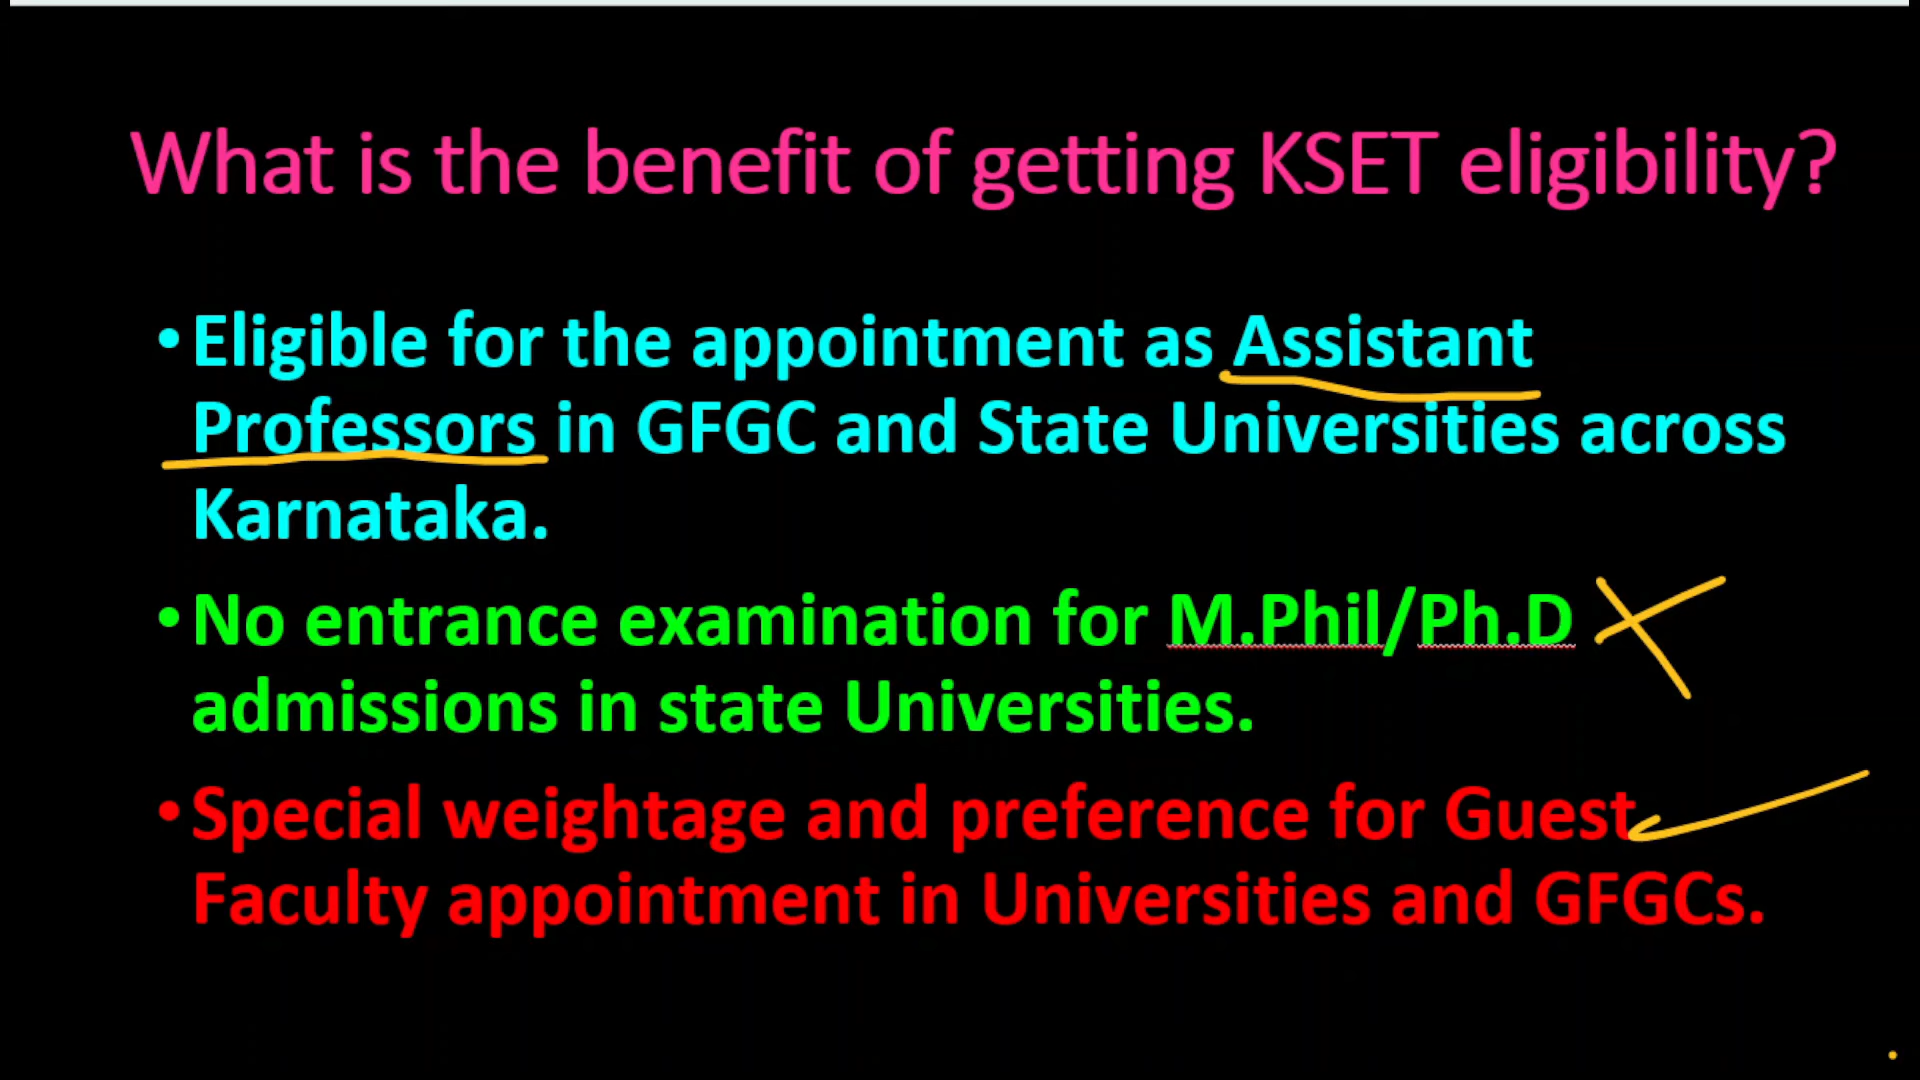 What is the benefit of getting KSET eligibility?
•Eligible for the appointment as Assistant
Professors in GFGC and State Universities across
Karnataka.
•No entrance examination for M.Phil/Ph.D
admissions in state Universities.
•Special weightage and preference for Guest
Faculty appointment in Universities and GFGCs.